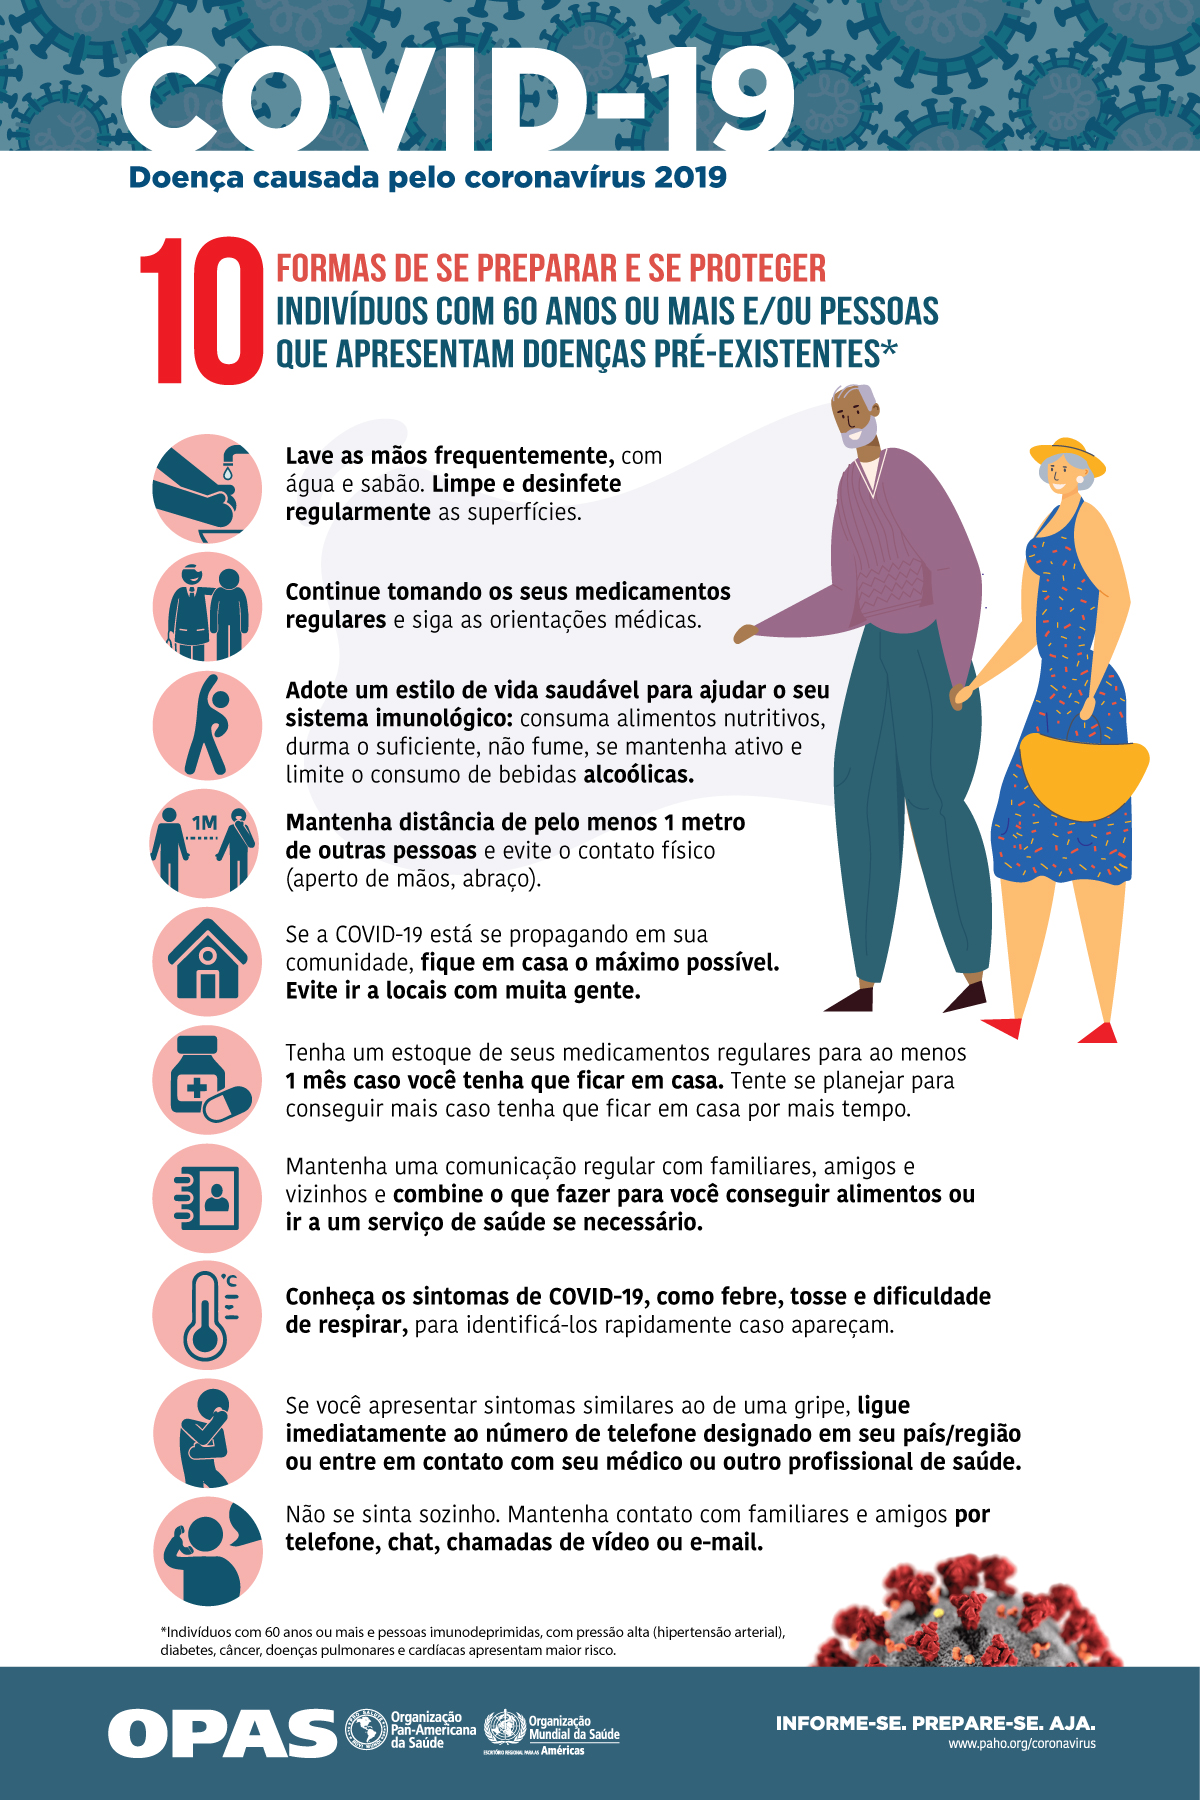 COVID-19
Doença causada pelo coronavírus 2019
10
FORMAS DE SE PREPARAR E SE PROTEGER
INDIVÍDUOS COM 60 ANOS OU MAIS E/OU PESSOAS
QUE APRESENTAM DOENÇAS PRÉ-EXISTENTES*
Lave as mãos frequentemente, com
água e sabão. Limpe e desinfete
regularmente as superfícies.
Continue tomando os seus medicamentos
regulares e siga as orientações médicas.
Adote um estilo de vida saudável para ajudar o seu
sistema imunológico: consuma alimentos nutritivos,
durma o suficiente, não fume, se mantenha ativo e
limite o consumo de bebidas alcoólicas.
1M
Mantenha distância de pelo menos 1 metro
de outras pessoas e evite o contato físico
(aperto de mãos, abraço).
Se a COVID-19 está se propagando em sua
comunidade, fique em casa o máximo possível.
Evite ir a locais com muita gente.
Tenha um estoque de seus medicamentos regulares para ao menos
1 mês caso você tenha que ficar em casa. Tente se planejar para
conseguir mais caso tenha que ficar em casa por mais tempo.
Mantenha uma comunicação regular com familiares, amigos e
vizinhos e combine o que fazer para você conseguir alimentos ou
ir a um serviço de saúde se necessário.
°C
Conheça os sintomas de COVID-19, como febre, tosse e dificuldade
de respirar, para identificá-los rapidamente caso apareçam.
Se você apresentar sintomas similares ao de uma gripe, ligue
imediatamente ao número de telefone designado em seu país/região
ou entre em contato com seu médico ou outro profissional de saúde.
Não se sinta sozinho. Mantenha contato com familiares e amigos por
telefone, chat, chamadas de vídeo ou e-mail.
*Indivíduos com 60 anos ou mais e pessoas imunodeprimidas, com pressão alta (hipertensão arterial),
diabetes, câncer, doenças pulmonares e cardíacas apresentam maior risco.
OPAS
PRO SALUTE
NOVI MUNDI
Organização
Pan-Americana
da Saúde
Organização
Mundial da Saúde
ESCRITÓRIO REGIONAL PARA AS Américas
INFORME-SE. PREPARE-SE. AJA.
www.paho.org/coronavirus